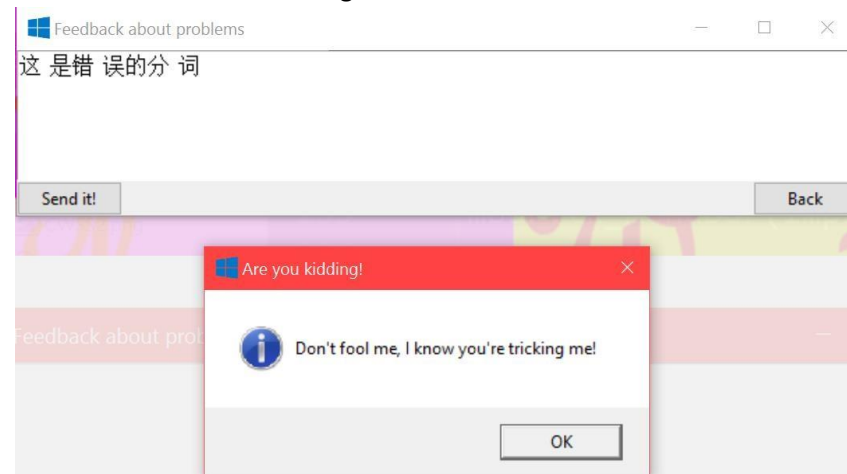 Feedback about problems
这 是错 误的分 词
Send it!
Back
Are you kidding!
Feedback about prob
Don't fool me, I know you're tricking me!
OK